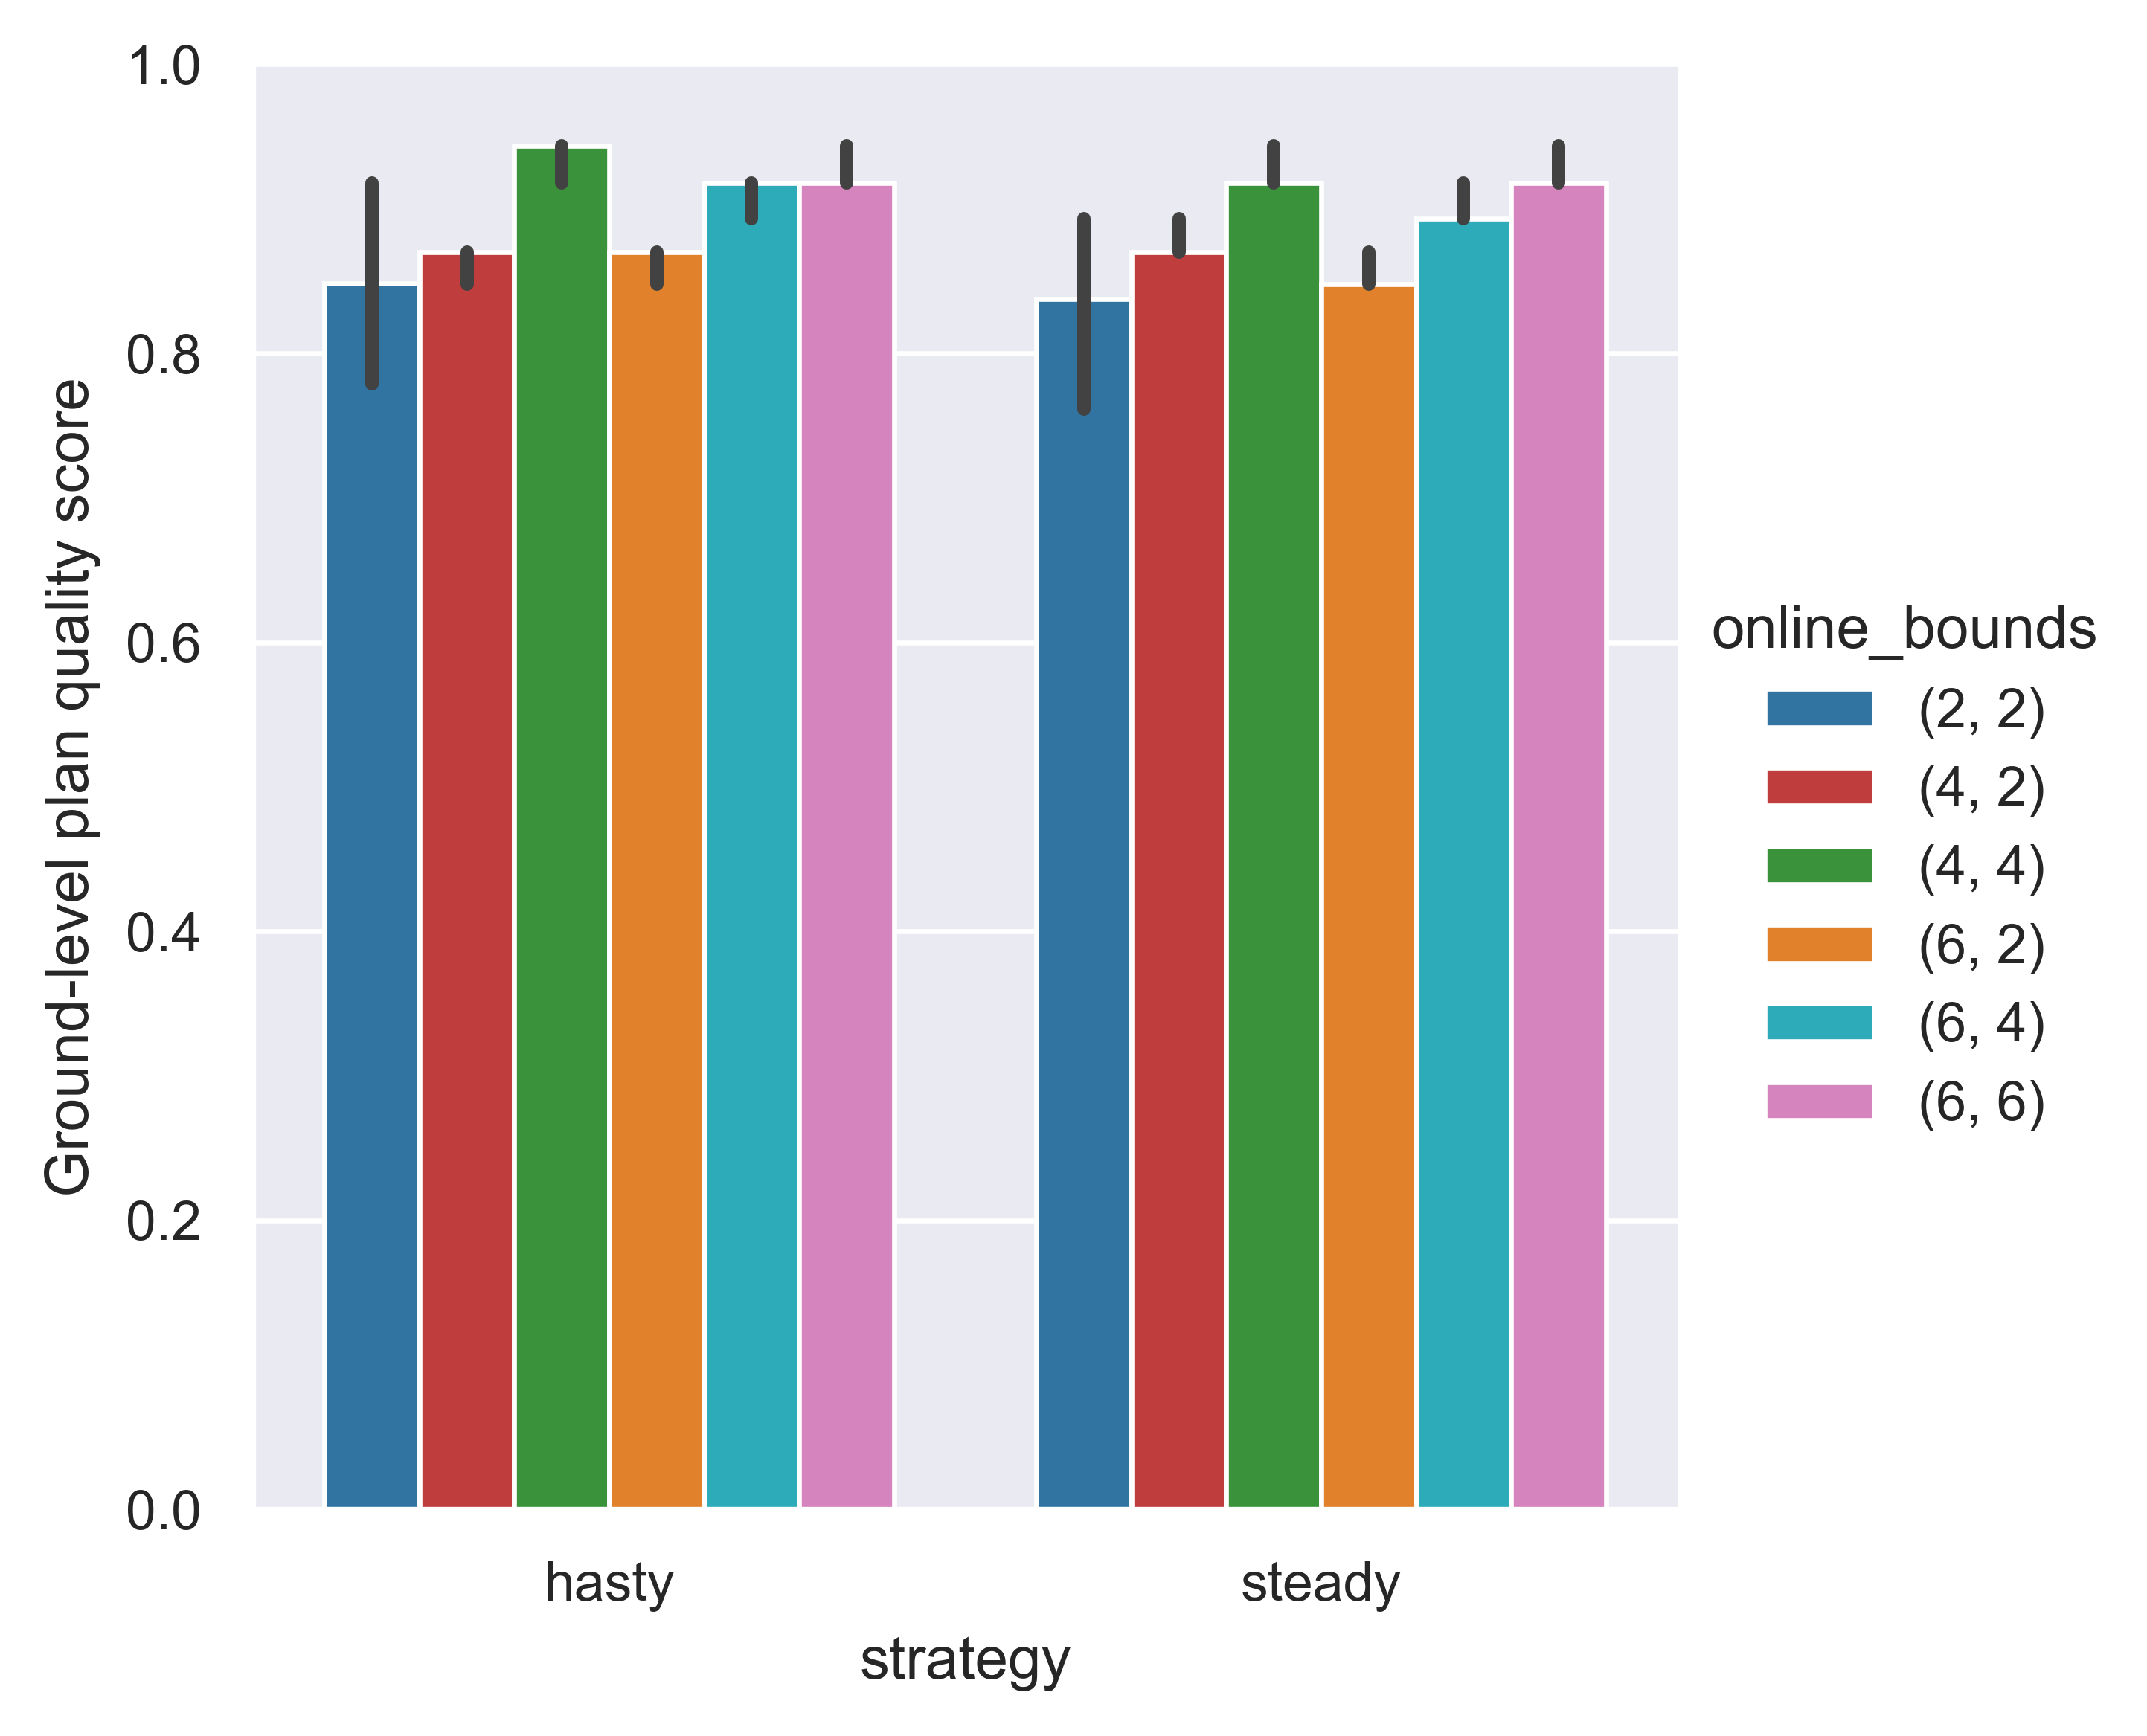 Ground-level plan quality score
1.0
0.8
0.6
0.4
0.2
0.0
hasty
steady
strategy
online_bounds
(2, 2)
(4, 2)
(4, 4)
(6, 2)
(6, 4)
(6, 6)